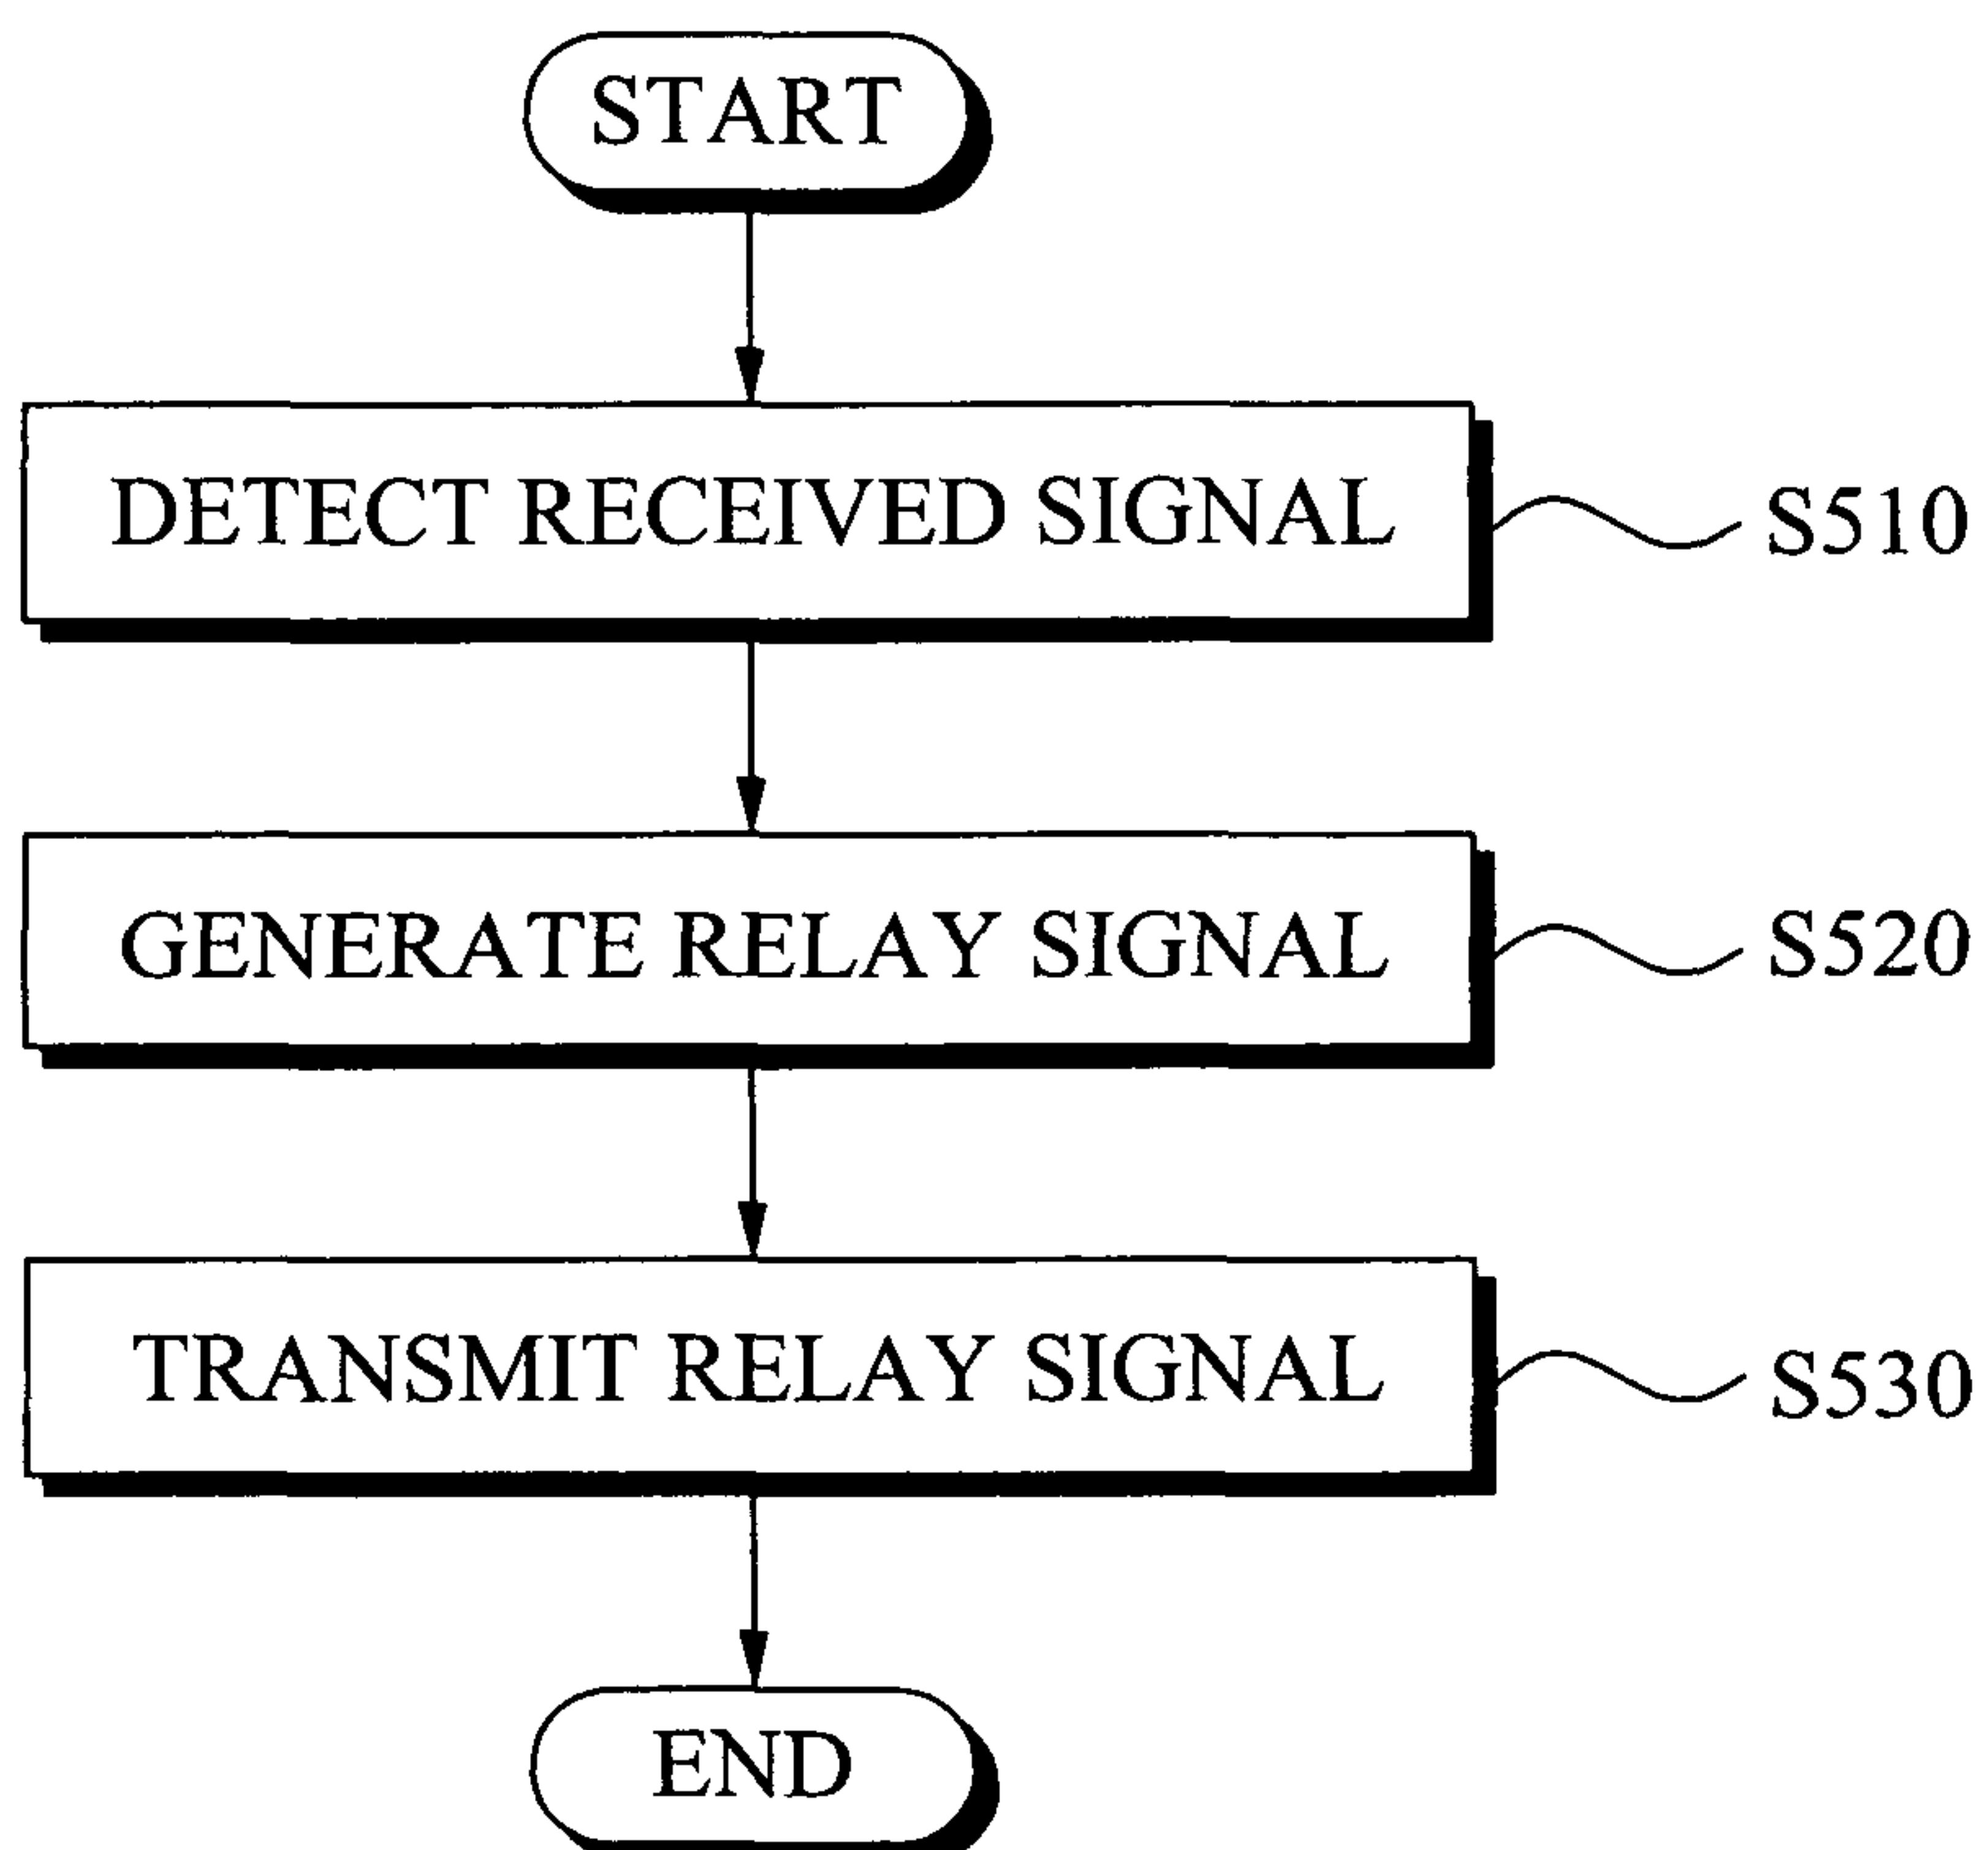 START
DETECT RECEIVED SIGNAL
S510
GENERATE RELAY SIGNAL
S520
TRANSMIT RELAY SIGNAL
S530
END